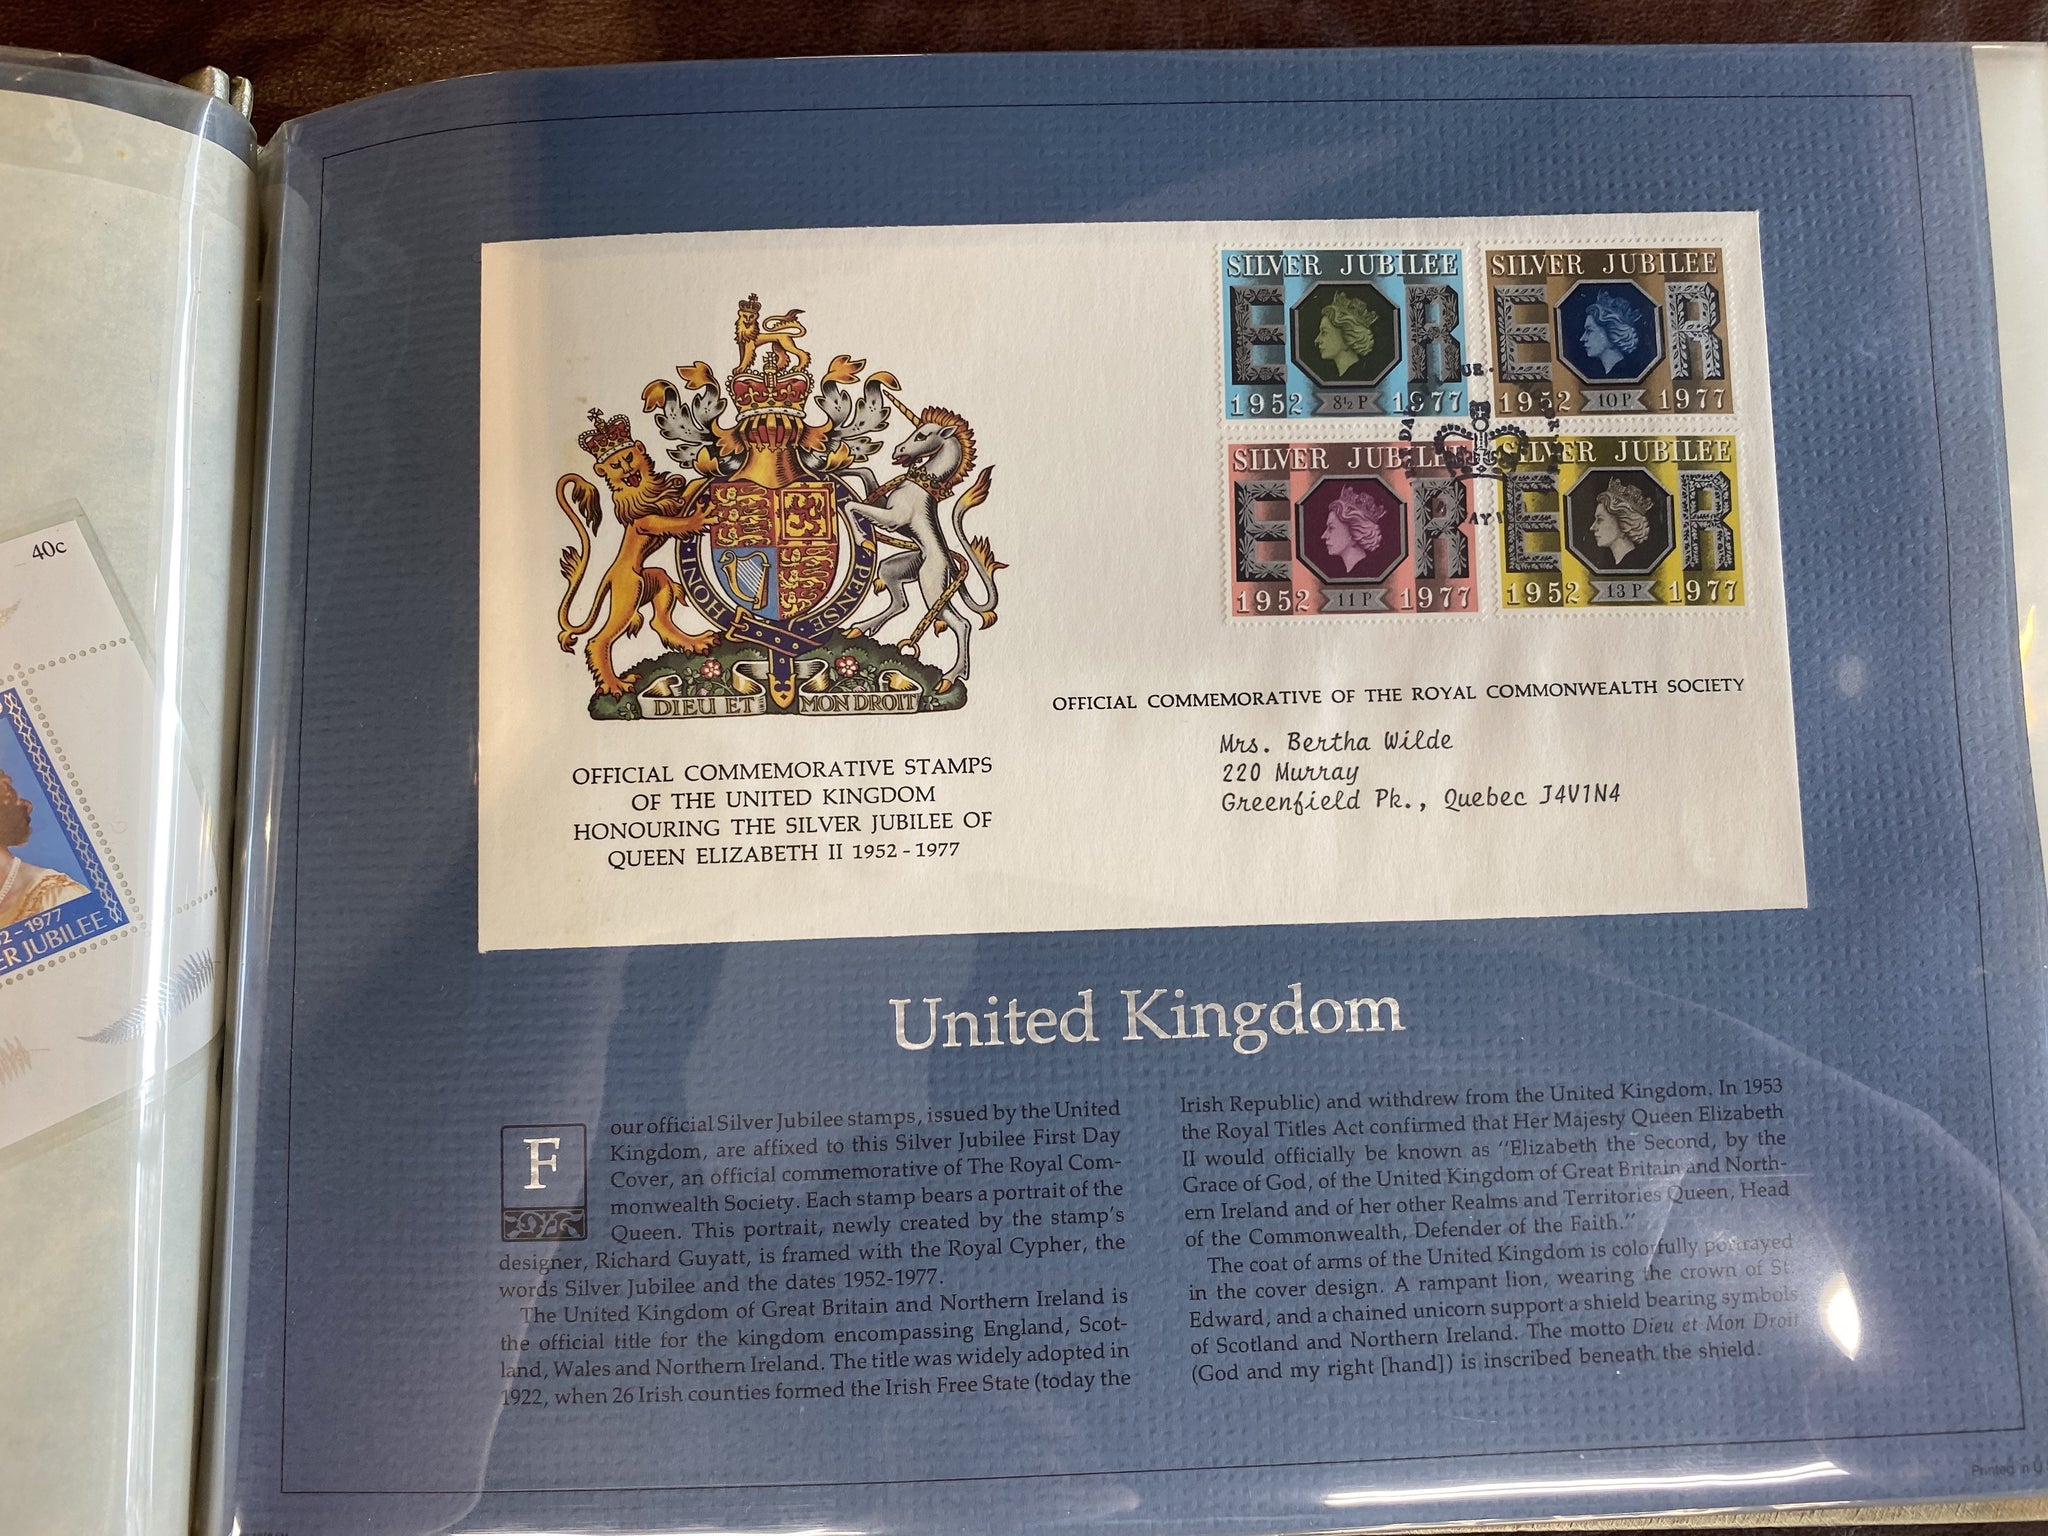 40c
2-1977
ER JUBILEE
SILVER JUBILEE
E R
1952 8½ P 1977
SILVER JUBILEE
E R
1952 10 P 1977
SILVER JUBILEE
E R
1952 11 P 1977
SILVER JUBILEE
E R
1952 13 P 1977
HONI PENSE
DIEU ET MON DROIT
OFFICIAL COMMEMORATIVE STAMPS
OF THE UNITED KINGDOM
HONOURING THE SILVER JUBILEE OF
QUEEN ELIZABETH II 1952-1977
OFFICIAL COMMEMORATIVE OF THE ROYAL COMMONWEALTH SOCIETY
Mrs. Bertha Wilde
220 Murray
Greenfield Pk., Quebec J4V1N4
United Kingdom
Four official Silver Jubilee stamps, issued by the United
Kingdom, are affixed to this Silver Jubilee First Day
Cover, an official commemorative of The Royal Com-
monwealth Society. Each stamp bears a portrait of the
Queen. This portrait, newly created by the stamp's
designer, Richard Guyatt, is framed with the Royal Cypher, the
words Silver Jubilee and the dates 1952-1977.
The United Kingdom of Great Britain and Northern Ireland is
the official title for the kingdom encompassing England, Scot-
land, Wales and Northern Ireland. The title was widely adopted in
1922, when 26 Irish counties formed the Irish Free State (today the
Irish Republic) and withdrew from the United Kingdom. In 1953
the Royal Titles Act confirmed that Her Majesty Queen Elizabeth
II would officially be known as "Elizabeth the Second, by the
Grace of God, of the United Kingdom of Great Britain and North-
ern Ireland and of her other Realms and Territories Queen, Head
of the Commonwealth, Defender of the Faith."
The coat of arms of the United Kingdom is colorfully portrayed
in the cover design. A rampant lion, wearing the crown of St.
Edward, and a chained unicorn support a shield bearing symbols
of Scotland and Northern Ireland. The motto Dieu et Mon Droit
(God and my right [hand]) is inscribed beneath the shield.
Printed in U